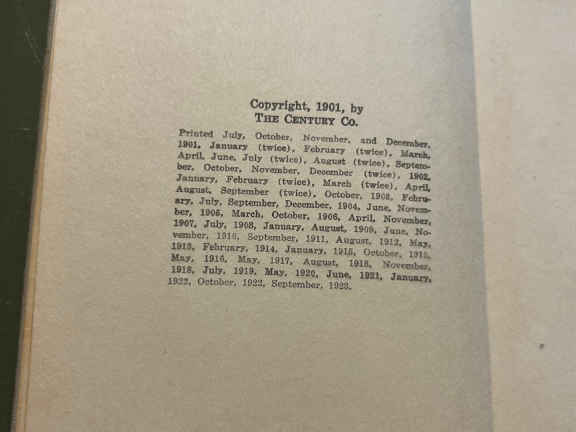 Copyright, 1901, by
THE CENTURY CO.
Printed July, October, November, and December,
1901, January (twice), February (twice), March,
April, June, July (twice), August (twice), Septem-
ber, October, November, December (twice), 1902,
January, February (twice), March (twice), April,
August, September (twice), October, 1903, Febru-
ary, July, September, December, 1904, June, Novem-
ber, 1905, March, October, 1906, April, November,
1907, July, 1908, January, August, 1909, June, No-
vember, 1910, September, 1911, August, 1912, May,
1913, February, 1914, January, 1915, October, 1915,
May, 1916, May, 1917, August, 1918, November,
1918, July, 1919, May, 1920, June, 1921, January,
1922, October, 1922, September, 1923.